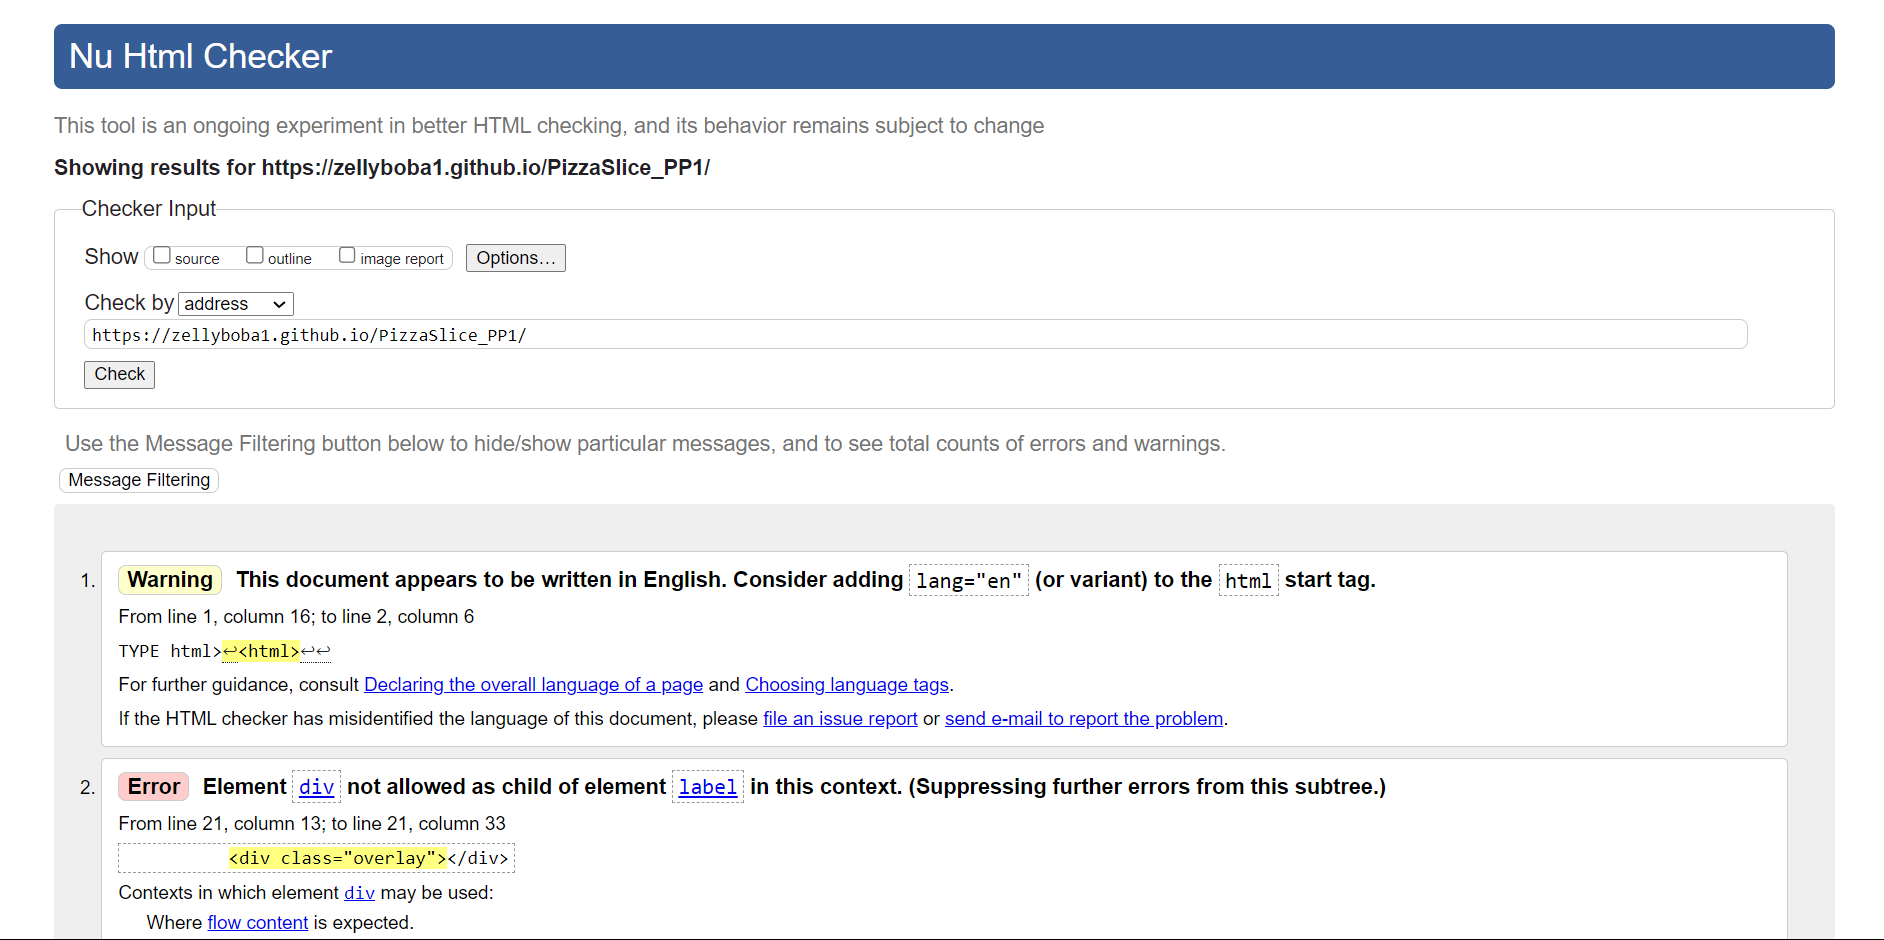 Nu Html Checker
This tool is an ongoing experiment in better HTML checking, and its behavior remains subject to change
Showing results for https://zellyboba1.github.io/PizzaSlice_PP1/
Checker Input
Show source outline image report Options...
Check by address
https://zellyboba1.github.io/PizzaSlice_PP1/
Check
Use the Message Filtering button below to hide/show particular messages, and to see total counts of errors and warnings.
Message Filtering
1. Warning This document appears to be written in English. Consider adding lang="en" (or variant) to the html start tag.
From line 1, column 16; to line 2, column 6
TYPE html>↩<html>↩↩
For further guidance, consult Declaring the overall language of a page and Choosing language tags.
If the HTML checker has misidentified the language of this document, please file an issue report or send e-mail to report the problem.
2. Error Element div not allowed as child of element label in this context. (Suppressing further errors from this subtree.)
From line 21, column 13; to line 21, column 33
<div class="overlay"></div>
Contexts in which element div may be used:
Where flow content is expected.